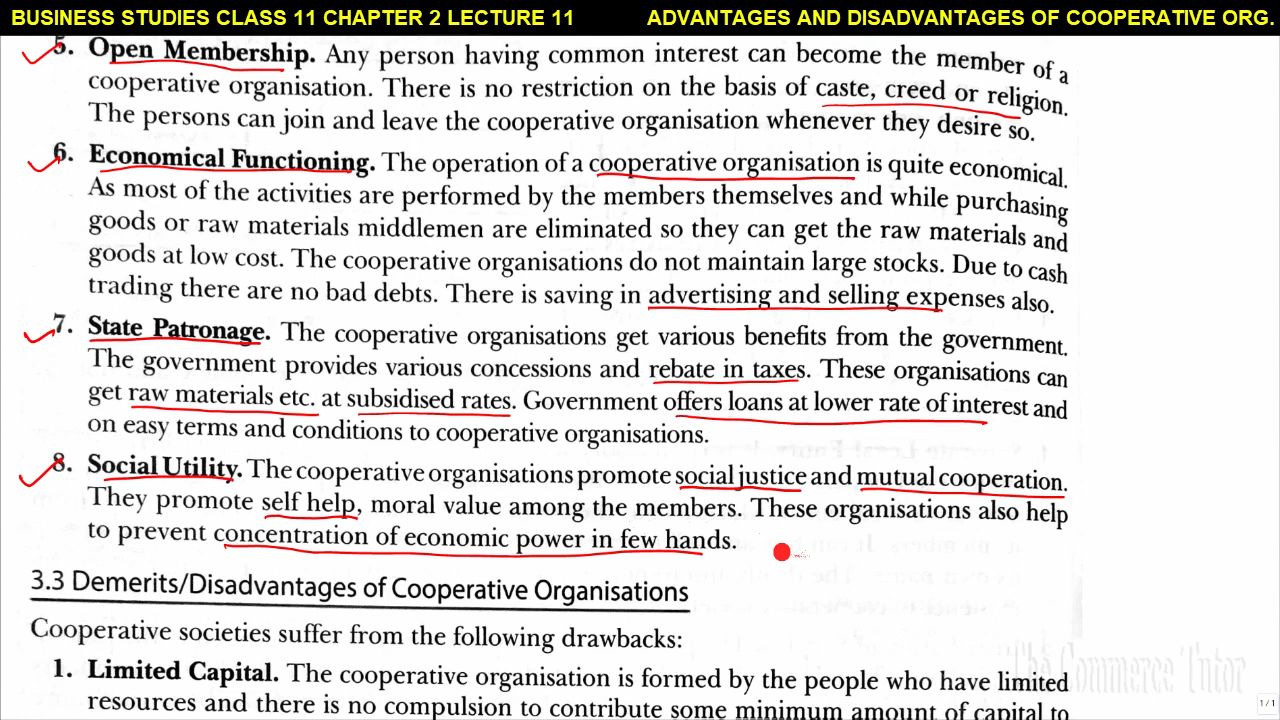 BUSINESS STUDIES CLASS 11 CHAPTER 2 LECTURE 11 ADVANTAGES AND DISADVANTAGES OF COOPERATIVE ORG.
5. Open Membership. Any person having common interest can become the member of a
cooperative organisation. There is no restriction on the basis of caste, creed or religion.
The persons can join and leave the cooperative organisation whenever they desire so.
6. Economical Functioning. The operation of a cooperative organisation is quite economical.
As most of the activities are performed by the members themselves and while purchasing
goods or raw materials middlemen are eliminated so they can get the raw materials and
goods at low cost. The cooperative organisations do not maintain large stocks. Due to cash
trading there are no bad debts. There is saving in advertising and selling expenses also.
7. State Patronage. The cooperative organisations get various benefits from the government.
The government provides various concessions and rebate in taxes. These organisations can
get raw materials etc. at subsidised rates. Government offers loans at lower rate of interest and
on easy terms and conditions to cooperative organisations.
8. Social Utility. The cooperative organisations promote social justice and mutual cooperation.
They promote self help, moral value among the members. These organisations also help
to prevent concentration of economic power in few hands.
3.3 Demerits/Disadvantages of Cooperative Organisations
Cooperative societies suffer from the following drawbacks:
1. Limited Capital. The cooperative organisation is formed by the people who have limited
resources and there is no compulsion to contribute some minimum amount of capital to
The Commerce Tutor
1/1